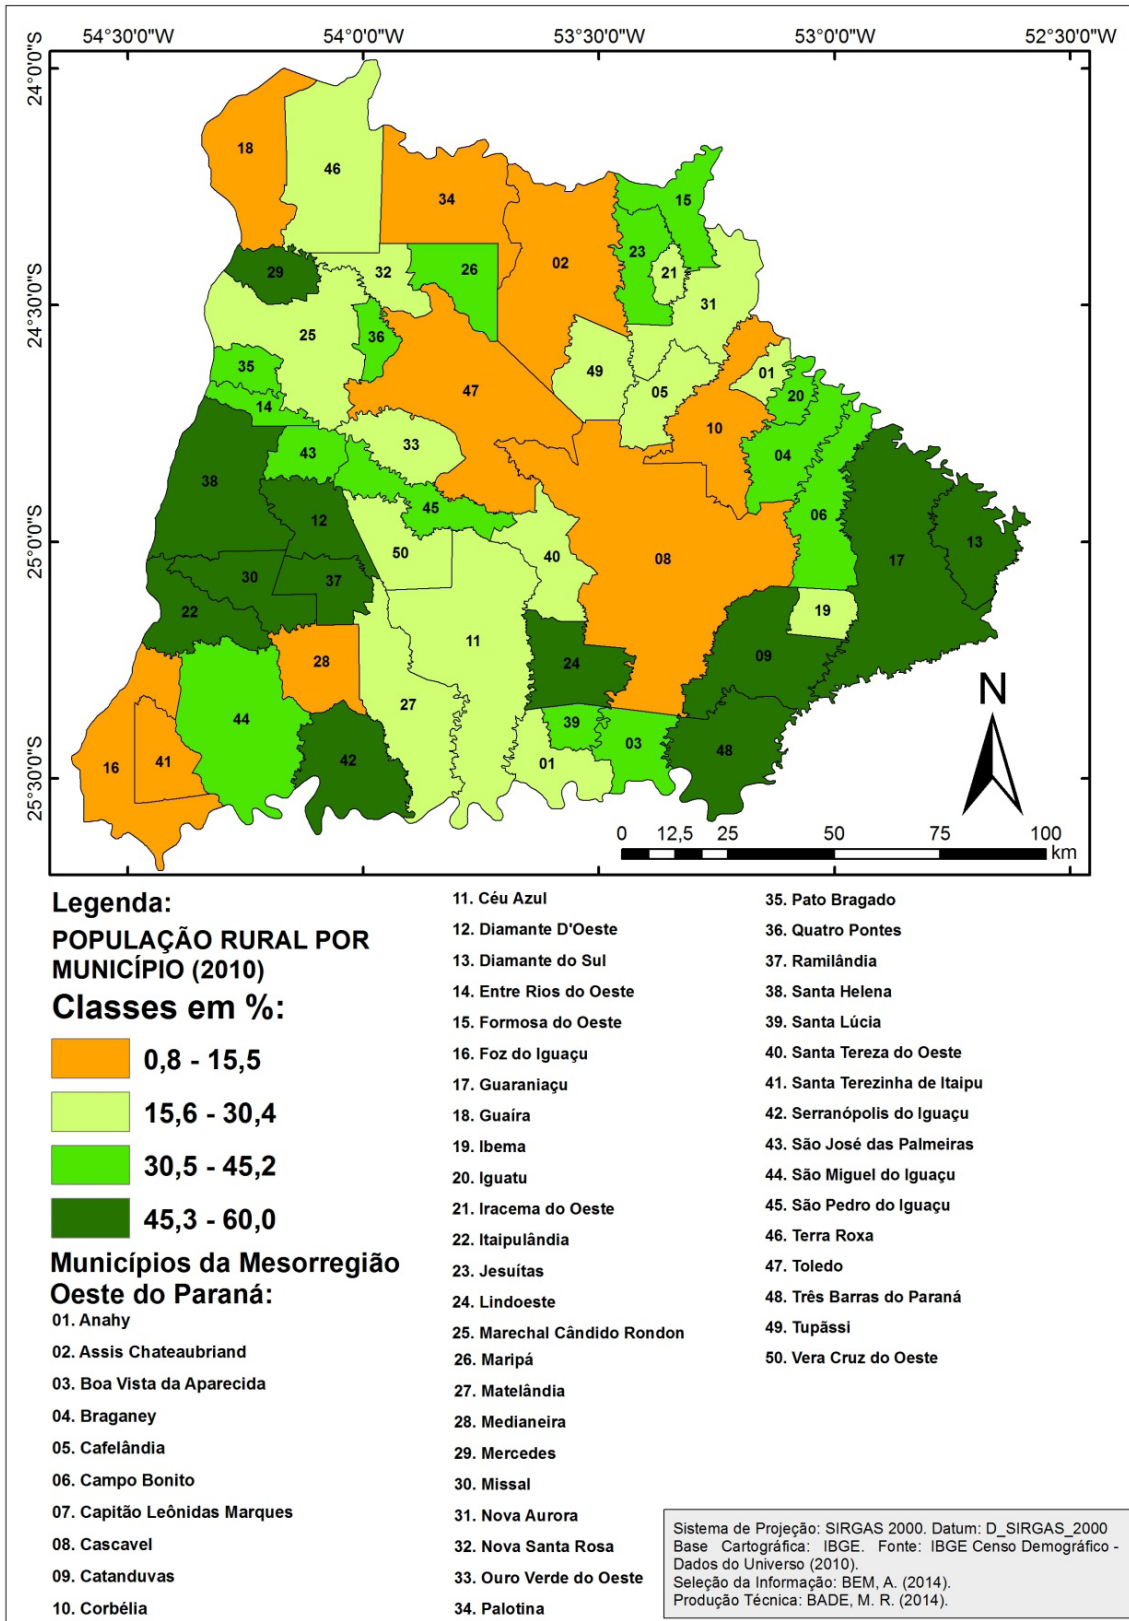 54°30'0"W 54°0'0"W 53°30'0"W 53°0'0"W 52°30'0"W
24°0'0"S
24°30'0"S
25°0'0"S
25°30'0"S
18
46
34
15
02
23
21
29
32
26
31
25
36
35
49
01
05
47
20
14
10
33
43
04
38
45
12
06
50
40
08
13
17
30
37
22
19
11
28
24
09
27
44
39
03
48
42
41
16
01
N
0 12,5 25 50 75 100
km
Legenda:
POPULAÇÃO RURAL POR
MUNICÍPIO (2010)
Classes em %:
0,8 - 15,5
15,6 - 30,4
30,5 - 45,2
45,3 - 60,0
Municípios da Mesorregião
Oeste do Paraná:
01. Anahy
02. Assis Chateaubriand
03. Boa Vista da Aparecida
04. Braganey
05. Cafelândia
06. Campo Bonito
07. Capitão Leônidas Marques
08. Cascavel
09. Catanduvas
10. Corbélia
11. Céu Azul
12. Diamante D'Oeste
13. Diamante do Sul
14. Entre Rios do Oeste
15. Formosa do Oeste
16. Foz do Iguaçu
17. Guaraniaçu
18. Guaíra
19. Ibema
20. Iguatu
21. Iracema do Oeste
22. Itaipulândia
23. Jesuítas
24. Lindoeste
25. Marechal Cândido Rondon
26. Maripá
27. Matelândia
28. Medianeira
29. Mercedes
30. Missal
31. Nova Aurora
32. Nova Santa Rosa
33. Ouro Verde do Oeste
34. Palotina
35. Pato Bragado
36. Quatro Pontes
37. Ramilândia
38. Santa Helena
39. Santa Lúcia
40. Santa Tereza do Oeste
41. Santa Terezinha de Itaipu
42. Serranópolis do Iguaçu
43. São José das Palmeiras
44. São Miguel do Iguaçu
45. São Pedro do Iguaçu
46. Terra Roxa
47. Toledo
48. Três Barras do Paraná
49. Tupãssi
50. Vera Cruz do Oeste
Sistema de Projeção: SIRGAS 2000. Datum: D_SIRGAS_2000
Base Cartográfica: IBGE. Fonte: IBGE Censo Demográfico -
Dados do Universo (2010).
Seleção da Informação: BEM, A. (2014).
Produção Técnica: BADE, M. R. (2014).